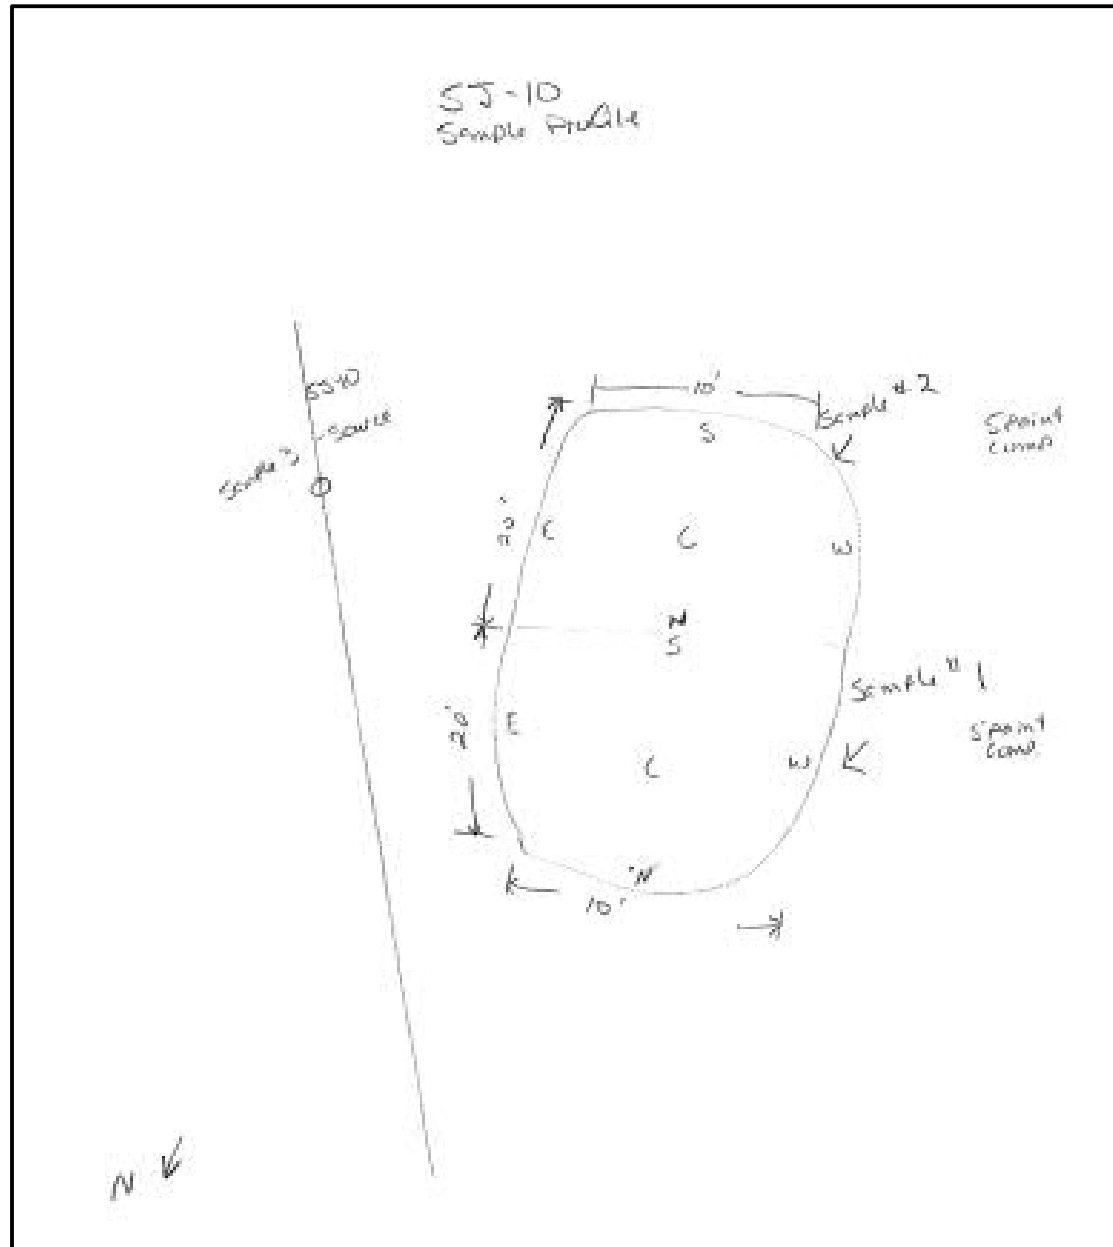 SJ-10
Sample Profile
SJ-10
Source
Sample 3
10'
Sample #2
5 point
comp
S
20'
E
C
W
N
S
Sample # 1
5 point
comp
20'
E
C
W
N
10'
N